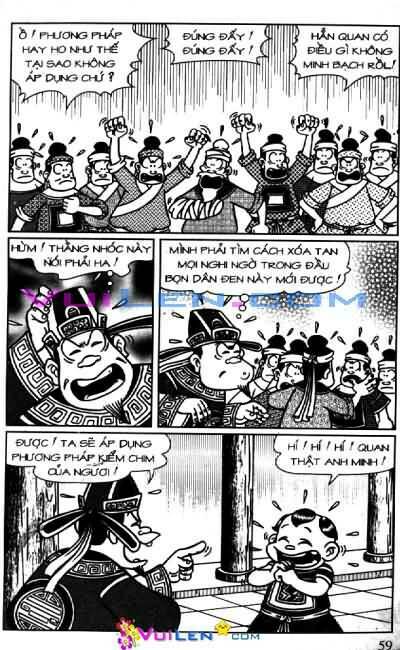 Ồ! PHƯƠNG PHÁP
HAY HO NHƯ THẾ
TẠI SAO KHÔNG
ÁP DỤNG CHỨ?
ĐÚNG ĐẤY!
ĐÚNG ĐẤY!
HẲN QUAN CÓ
ĐIỀU GÌ KHÔNG
MINH BẠCH RỒI!
HỪM! THẰNG NHÓC NÀY
NÓI PHẢI HA!
MÌNH PHẢI TÌM CÁCH XÓA TAN
MỌI NGHI NGỜ TRONG ĐẦU
BỌN DÂN ĐEN NÀY MỚI ĐƯỢC!
VUILEN.COM
ĐƯỢC! TA SẼ ÁP DỤNG
PHƯƠNG PHÁP KIẾM CHIM
CỦA NGƯƠI!
HÍ! HÍ! HÍ! QUAN
THẬT ANH MINH!
VUILEN.COM
59